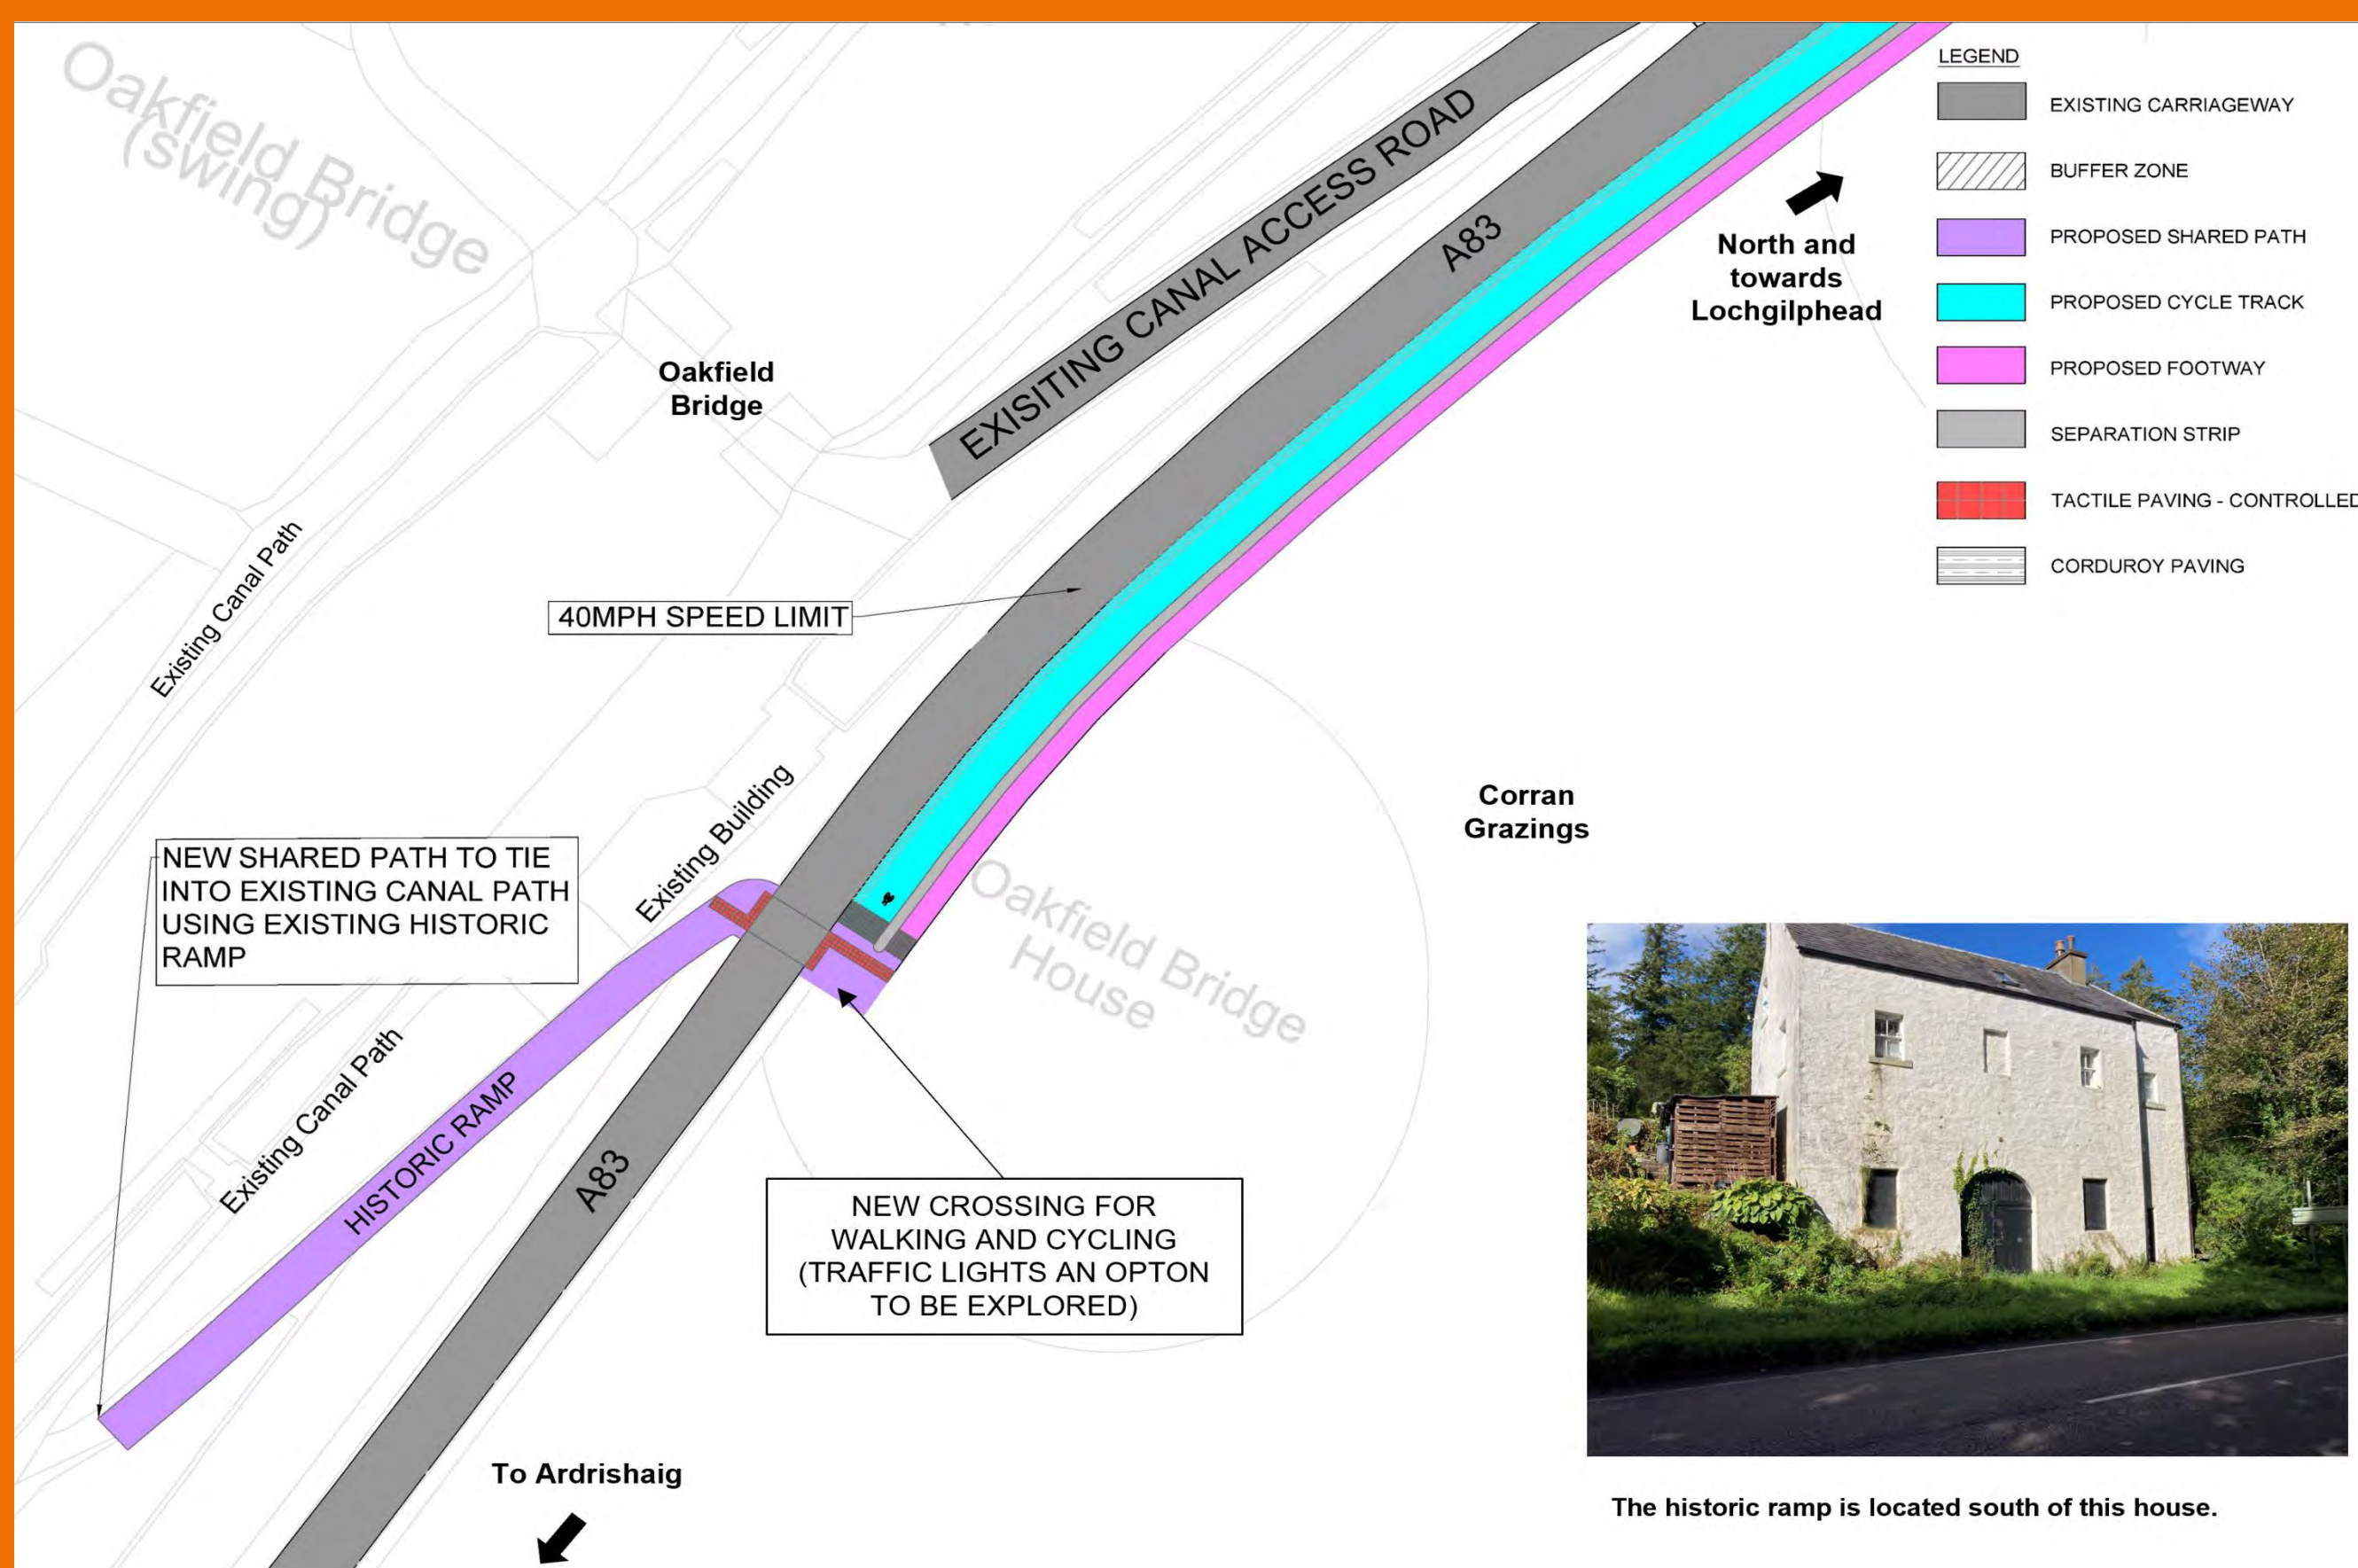 Oakfield Bridge
(swing)
EXISITING CANAL ACCESS ROAD
A83
North and
towards
Lochgilphead
LEGEND
EXISTING CARRIAGEWAY
BUFFER ZONE
PROPOSED SHARED PATH
PROPOSED CYCLE TRACK
PROPOSED FOOTWAY
SEPARATION STRIP
TACTILE PAVING - CONTROLLED
CORDUROY PAVING
Oakfield
Bridge
Existing Canal Path
40MPH SPEED LIMIT
Existing Building
Corran
Grazings
NEW SHARED PATH TO TIE
INTO EXISTING CANAL PATH
USING EXISTING HISTORIC
RAMP
Oakfield Bridge
House
Existing Canal Path
HISTORIC RAMP
A83
NEW CROSSING FOR
WALKING AND CYCLING
(TRAFFIC LIGHTS AN OPTON
TO BE EXPLORED)
To Ardrishaig
The historic ramp is located south of this house.